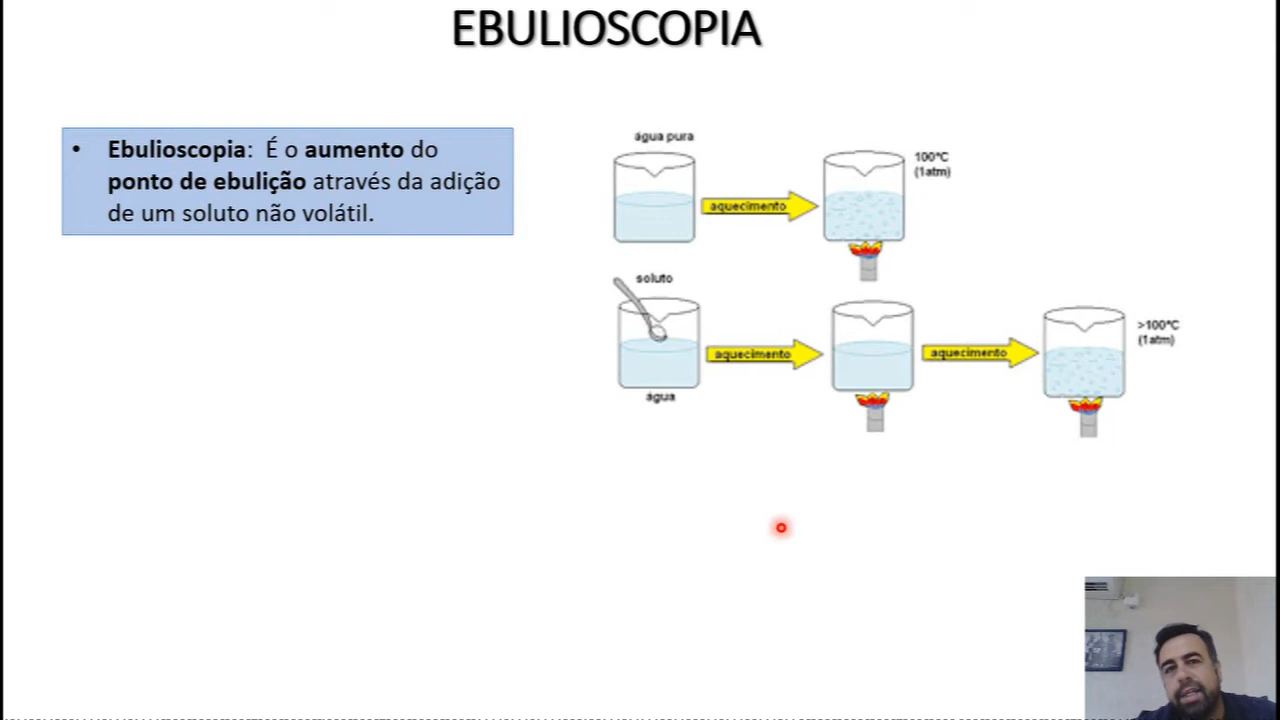 EBULIOSCOPIA
• Ebulioscopia: É o aumento do
ponto de ebulição através da adição
de um soluto não volátil.
água pura
aquecimento
100°C
(1atm)
soluto
água
aquecimento
aquecimento
>100°C
(1atm)